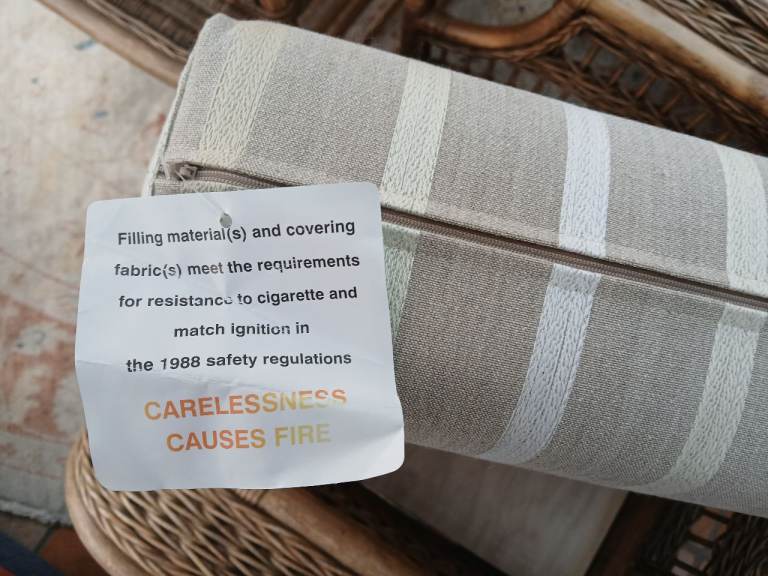 Filling material(s) and covering
fabric(s) meet the requirements
for resistance to cigarette and
match ignition in
the 1988 safety regulations
CARELESSNESS
CAUSES FIRE